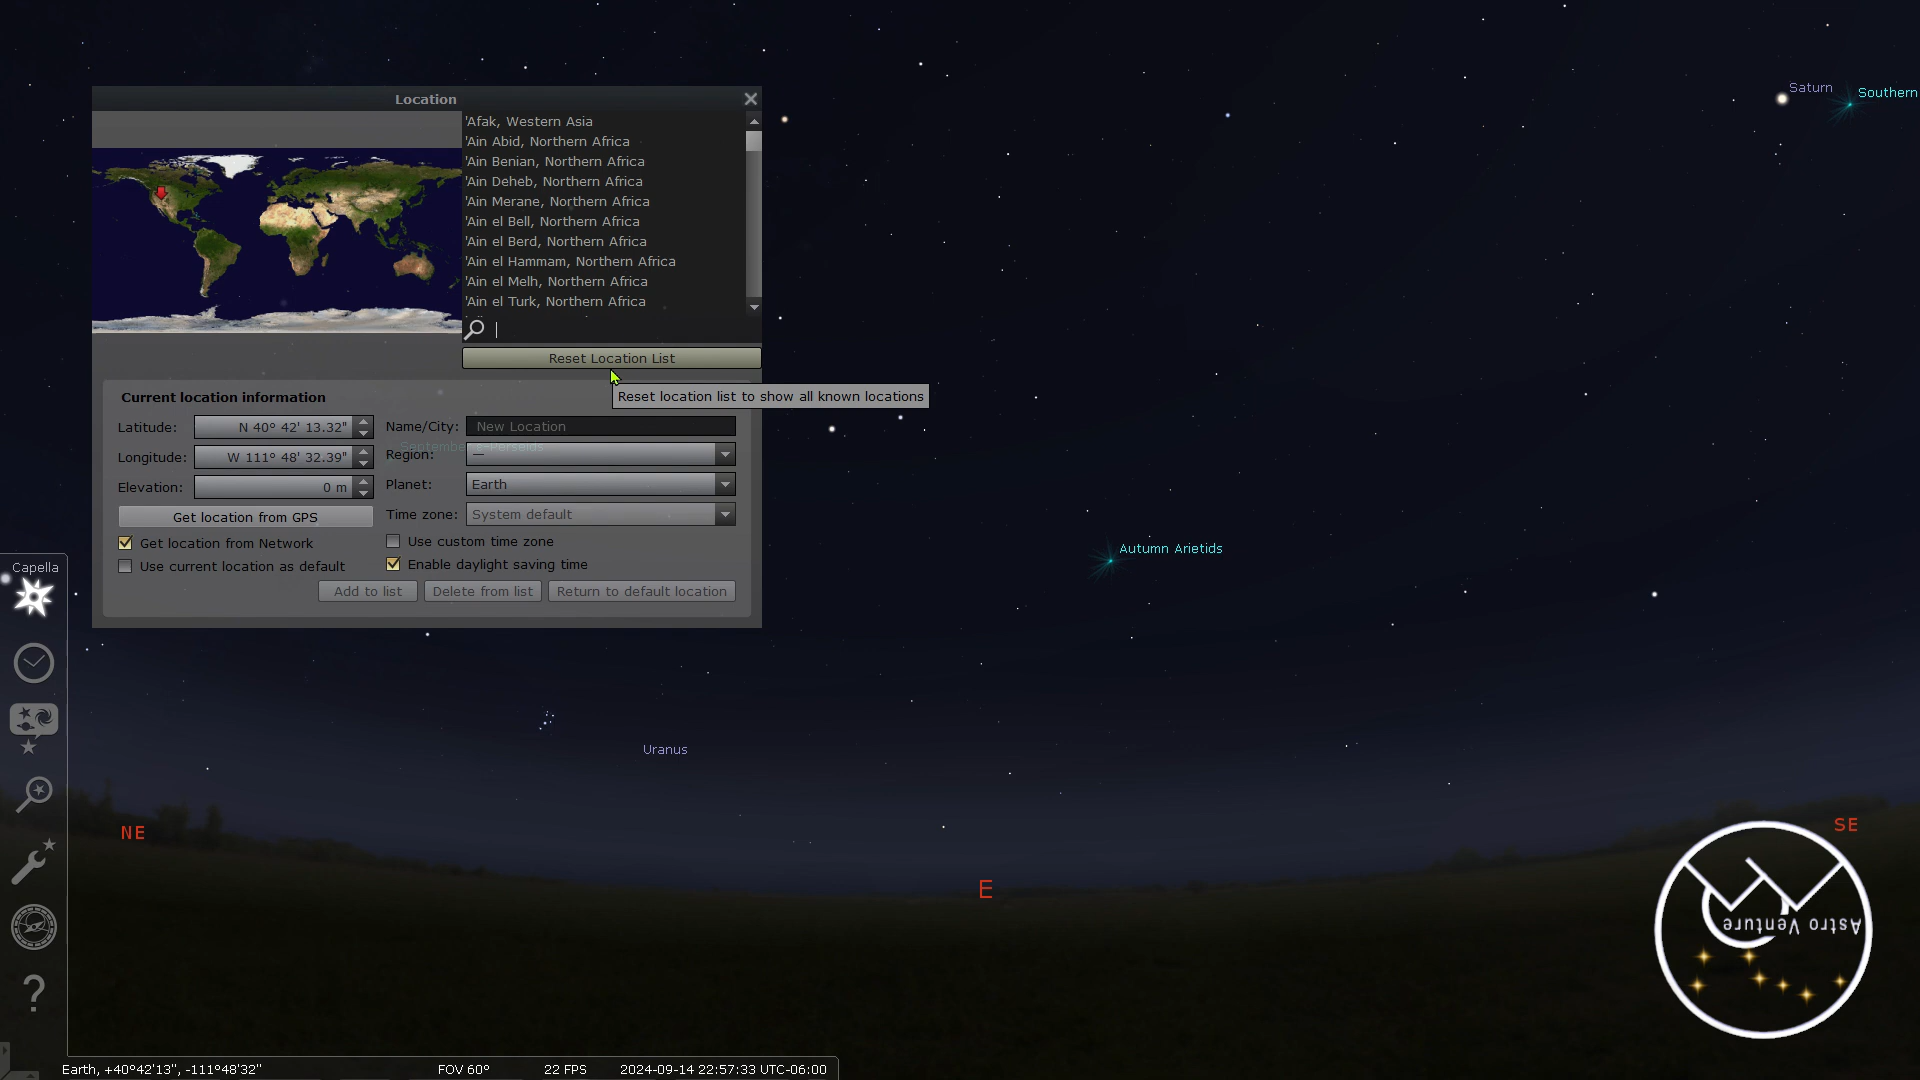 Saturn
Southern
Location
'Afak, Western Asia
'Ain Abid, Northern Africa
'Ain Benian, Northern Africa
'Ain Deheb, Northern Africa
'Ain Merane, Northern Africa
'Ain el Bell, Northern Africa
'Ain el Berd, Northern Africa
'Ain el Hammam, Northern Africa
'Ain el Melh, Northern Africa
'Ain el Turk, Northern Africa
Reset Location List
Reset location list to show all known locations
Current location information
Latitude: N 40° 42' 13.32"
Longitude: W 111° 48' 32.39"
Elevation: 0 m
Get location from GPS
Get location from Network
Use current location as default
Name/City: New Location
Region: —
Planet: Earth
Time zone: System default
Use custom time zone
Enable daylight saving time
Add to list Delete from list Return to default location
Autumn Arietids
Capella
Uranus
NE
E
SE
Astro Venture
Earth, +40°42'13", -111°48'32" FOV 60° 22 FPS 2024-09-14 22:57:33 UTC-06:00